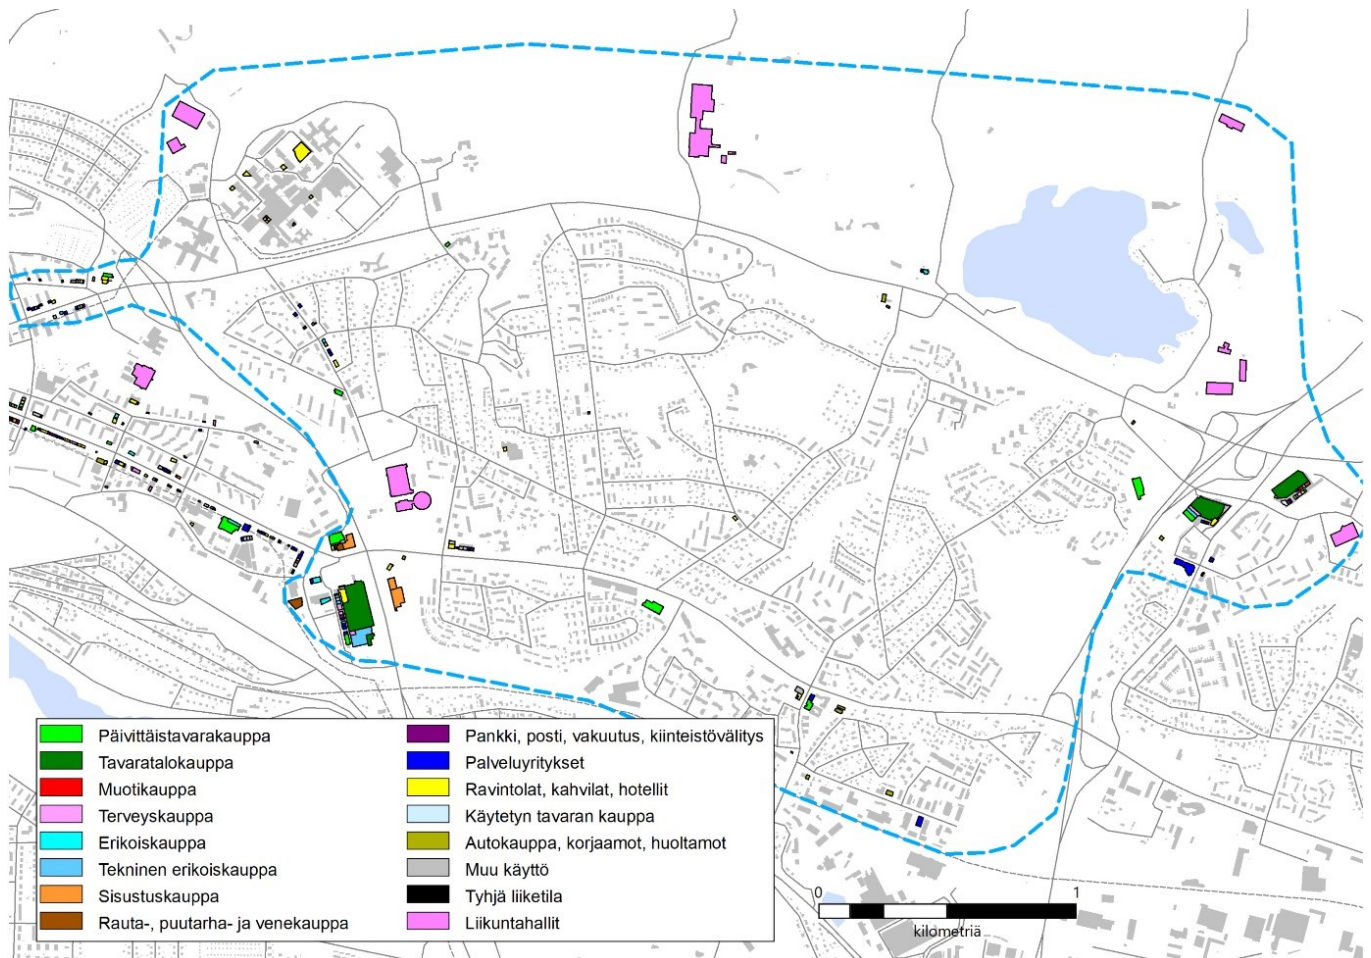 Päivittäistavarakauppa
Tavaratalokauppa
Muotikauppa
Terveyskauppa
Erikoiskauppa
Tekninen erikoiskauppa
Sisustuskauppa
Rauta-, puutarha- ja venekauppa
Pankki, posti, vakuutus, kiinteistövälitys
Palveluyritykset
Ravintolat, kahvilat, hotellit
Käytetyn tavaran kauppa
Autokauppa, korjaamot, huoltamot
Muu käyttö
Tyhjä liiketila
Liikuntahallit
0 1
kilometriä